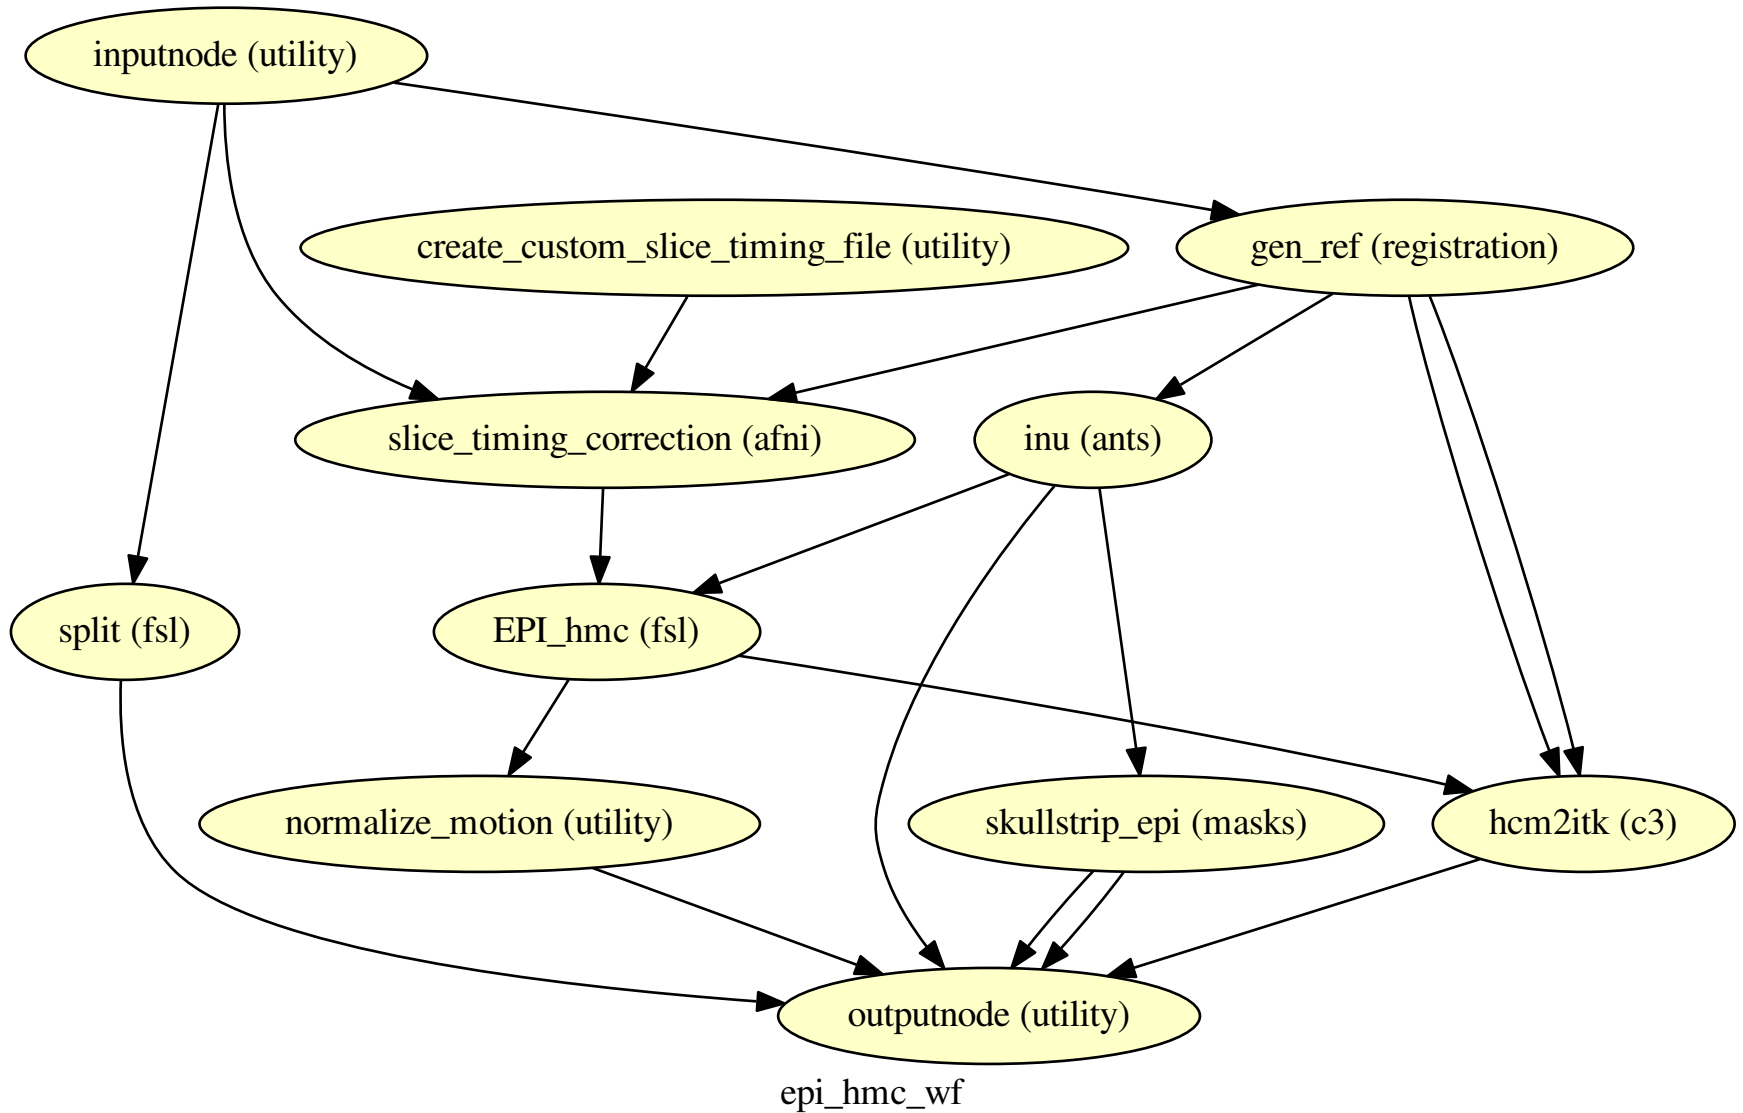 inputnode (utility)
create_custom_slice_timing_file (utility)
gen_ref (registration)
slice_timing_correction (afni)
inu (ants)
split (fsl)
EPI_hmc (fsl)
normalize_motion (utility)
skullstrip_epi (masks)
hcm2itk (c3)
outputnode (utility)
epi_hmc_wf